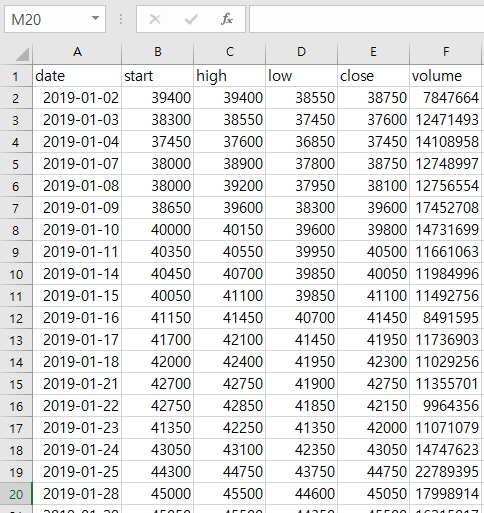 M20 fx
A B C D E F
1 date start high low close volume
2 2019-01-02 39400 39400 38550 38750 7847664
3 2019-01-03 38300 38550 37450 37600 12471493
4 2019-01-04 37450 37600 36850 37450 14108958
5 2019-01-07 38000 38900 37800 38750 12748997
6 2019-01-08 38000 39200 37950 38100 12756554
7 2019-01-09 38650 39600 38300 39600 17452708
8 2019-01-10 40000 40150 39600 39800 14731699
9 2019-01-11 40350 40550 39950 40500 11661063
10 2019-01-14 40450 40700 39850 40050 11984996
11 2019-01-15 40050 41100 39850 41100 11492756
12 2019-01-16 41150 41450 40700 41450 8491595
13 2019-01-17 41700 42100 41450 41950 11736903
14 2019-01-18 42000 42400 41950 42300 11029256
15 2019-01-21 42700 42750 41900 42750 11355701
16 2019-01-22 42750 42850 41850 42150 9964356
17 2019-01-23 41350 42250 41350 42000 11071079
18 2019-01-24 43050 43100 42350 43050 14747623
19 2019-01-25 44300 44750 43750 44750 22789395
20 2019-01-28 45000 45500 44600 45050 17998914